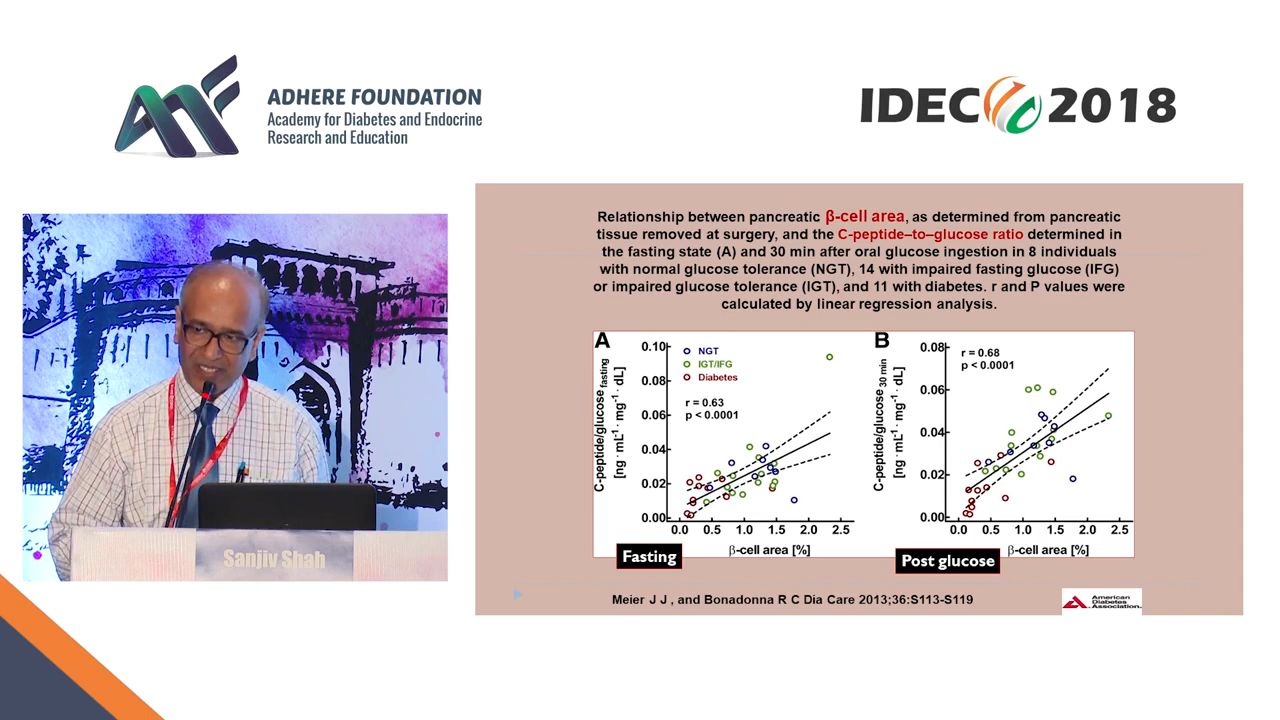 ADHERE FOUNDATION
Academy for Diabetes and Endocrine
Research and Education
IDEC 2018
Relationship between pancreatic β-cell area, as determined from pancreatic
tissue removed at surgery, and the C-peptide–to–glucose ratio determined in
the fasting state (A) and 30 min after oral glucose ingestion in 8 individuals
with normal glucose tolerance (NGT), 14 with impaired fasting glucose (IFG)
or impaired glucose tolerance (IGT), and 11 with diabetes. r and P values were
calculated by linear regression analysis.
A
C-peptide/glucose fasting
[ng · mL⁻¹ · mg⁻¹ · dL]
0.10
0.08
0.06
0.04
0.02
0.00
NGT
IGT/IFG
Diabetes
r = 0.63
p < 0.0001
0.0 0.5 1.0 1.5 2.0 2.5
β-cell area [%]
Fasting
B
C-peptide/glucose 30 min
[ng · mL⁻¹ · mg⁻¹ · dL]
0.08
0.06
0.04
0.02
0.00
r = 0.68
p < 0.0001
0.0 0.5 1.0 1.5 2.0 2.5
β-cell area [%]
Post glucose
Meier J J , and Bonadonna R C Dia Care 2013;36:S113-S119
American
Diabetes
Association.
Sanjiv Shah